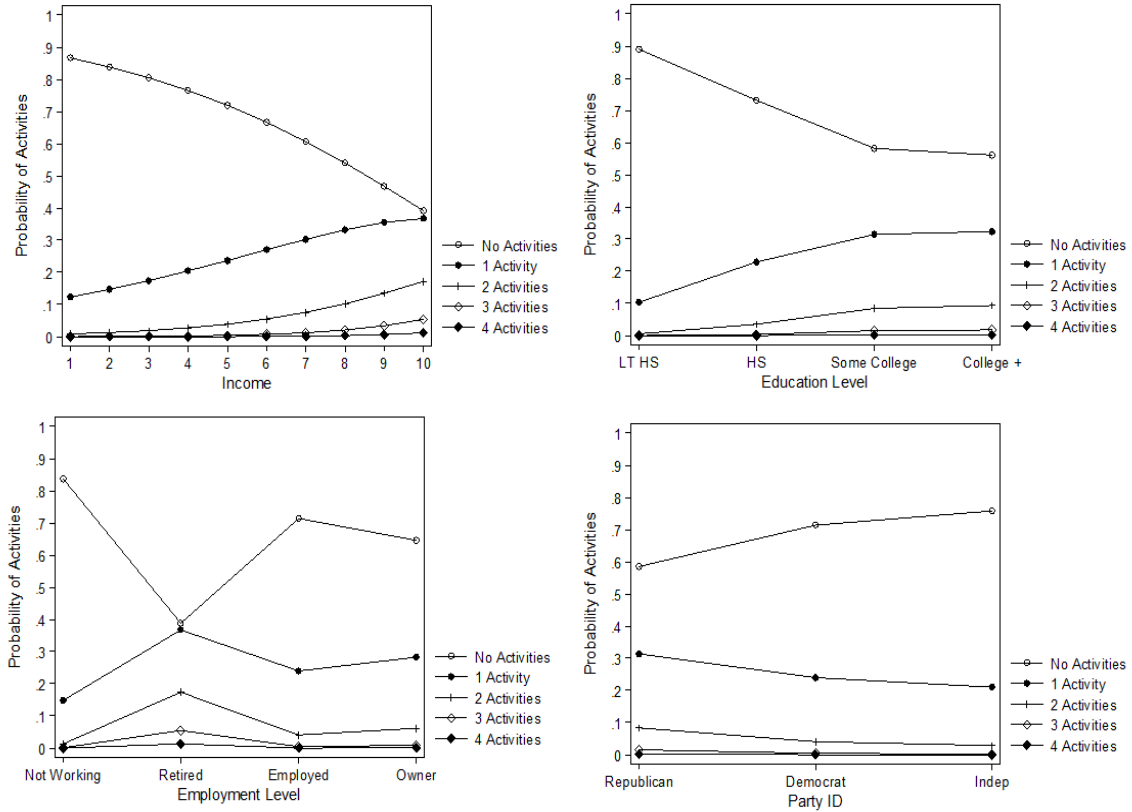 Probability of Activities
1
.9
.8
.7
.6
.5
.4
.3
.2
.1
0
1 2 3 4 5 6 7 8 9 10
Income
No Activities
1 Activity
2 Activities
3 Activities
4 Activities
Probability of Activities
1
.9
.8
.7
.6
.5
.4
.3
.2
.1
0
LT HS HS Some College College +
Education Level
No Activities
1 Activity
2 Activities
3 Activities
4 Activities
Probability of Activities
1
.9
.8
.7
.6
.5
.4
.3
.2
.1
0
Not Working Retired Employed Owner
Employment Level
No Activities
1 Activity
2 Activities
3 Activities
4 Activities
Probability of Activities
1
.9
.8
.7
.6
.5
.4
.3
.2
.1
0
Republican Democrat Indep
Party ID
No Activities
1 Activity
2 Activities
3 Activities
4 Activities